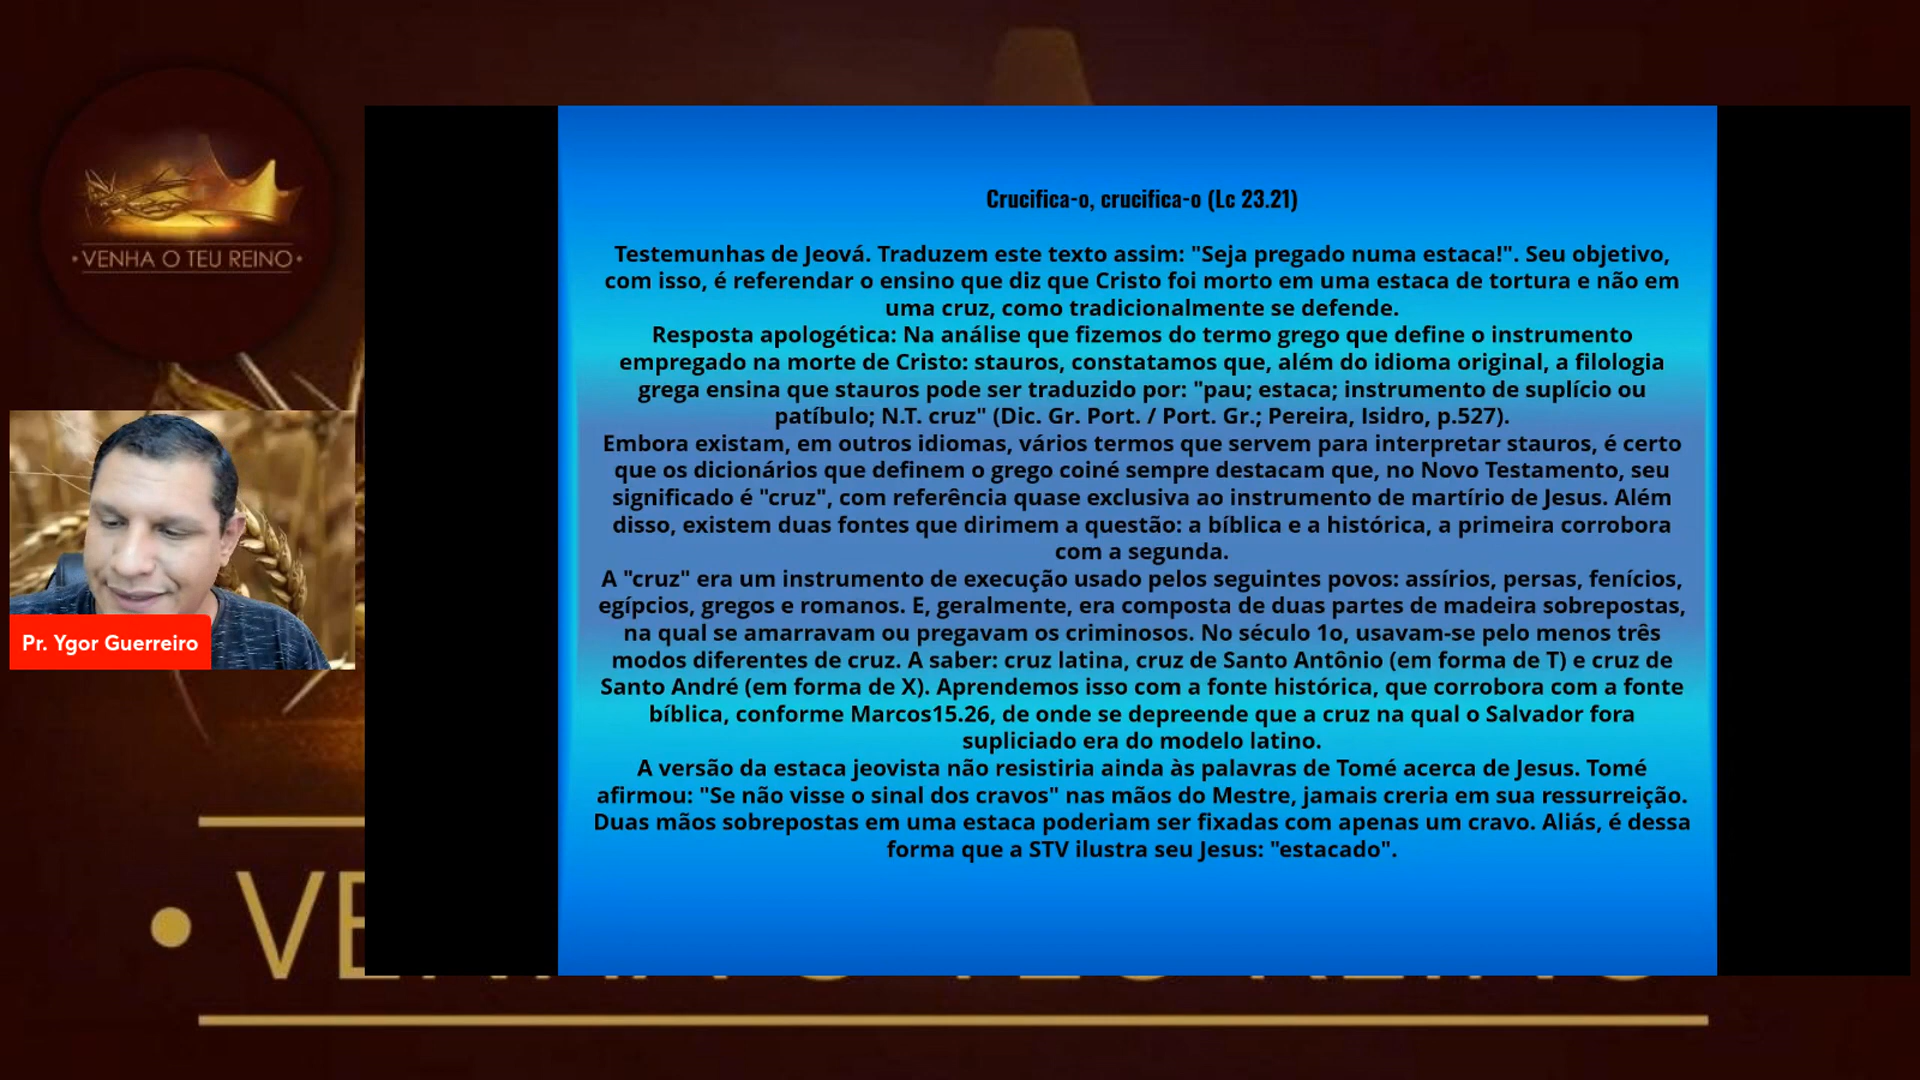 • VENHA O TEU REINO •
Crucifica-o, crucifica-o (Lc 23.21)
Testemunhas de Jeová. Traduzem este texto assim: "Seja pregado numa estaca!". Seu objetivo,
com isso, é referendar o ensino que diz que Cristo foi morto em uma estaca de tortura e não em
uma cruz, como tradicionalmente se defende.
Resposta apologética: Na análise que fizemos do termo grego que define o instrumento
empregado na morte de Cristo: stauros, constatamos que, além do idioma original, a filologia
grega ensina que stauros pode ser traduzido por: "pau; estaca; instrumento de suplício ou
patíbulo; N.T. cruz" (Dic. Gr. Port. / Port. Gr.; Pereira, Isidro, p.527).
Embora existam, em outros idiomas, vários termos que servem para interpretar stauros, é certo
que os dicionários que definem o grego coiné sempre destacam que, no Novo Testamento, seu
significado é "cruz", com referência quase exclusiva ao instrumento de martírio de Jesus. Além
disso, existem duas fontes que dirimem a questão: a bíblica e a histórica, a primeira corrobora
com a segunda.
A "cruz" era um instrumento de execução usado pelos seguintes povos: assírios, persas, fenícios,
egípcios, gregos e romanos. E, geralmente, era composta de duas partes de madeira sobrepostas,
na qual se amarravam ou pregavam os criminosos. No século 1o, usavam-se pelo menos três
modos diferentes de cruz. A saber: cruz latina, cruz de Santo Antônio (em forma de T) e cruz de
Santo André (em forma de X). Aprendemos isso com a fonte histórica, que corrobora com a fonte
bíblica, conforme Marcos15.26, de onde se depreende que a cruz na qual o Salvador fora
supliciado era do modelo latino.
A versão da estaca jeovista não resistiria ainda às palavras de Tomé acerca de Jesus. Tomé
afirmou: "Se não visse o sinal dos cravos" nas mãos do Mestre, jamais creria em sua ressurreição.
Duas mãos sobrepostas em uma estaca poderiam ser fixadas com apenas um cravo. Aliás, é dessa
forma que a STV ilustra seu Jesus: "estacado".
Pr. Ygor Guerreiro